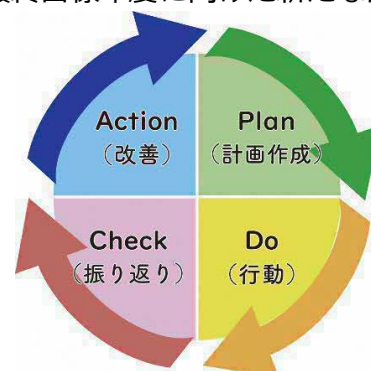 Action
(改善)
Plan
(計画作成)
Check
(振り返り)
Do
(行動)